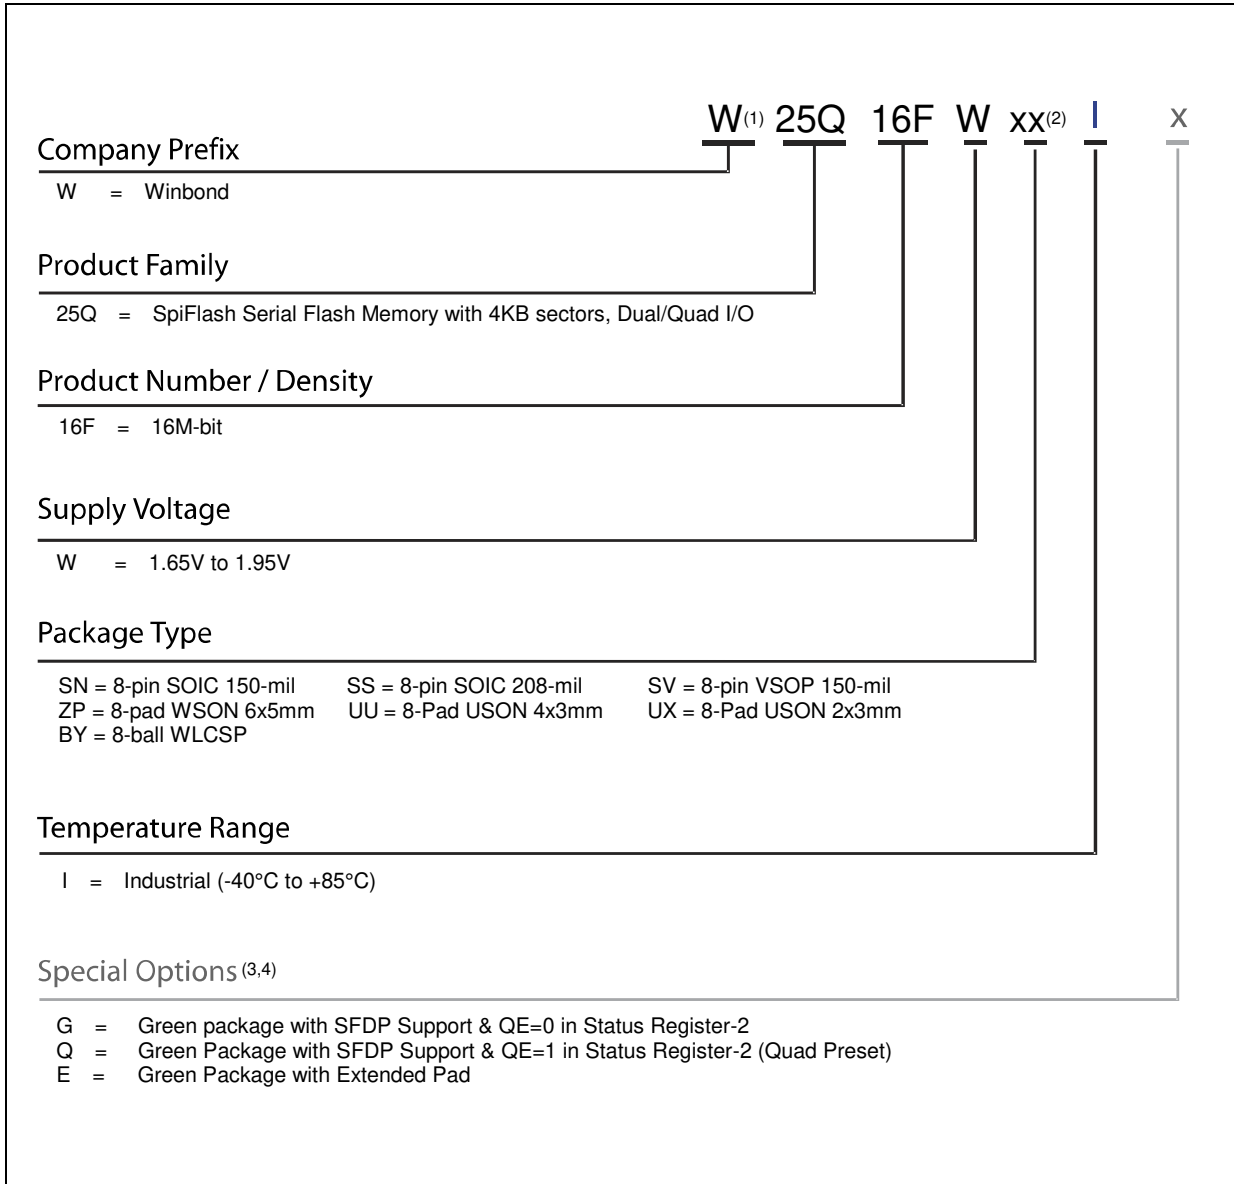 W(1) 25Q 16F W xx(2) I x
Company Prefix
W = Winbond
Product Family
25Q = SpiFlash Serial Flash Memory with 4KB sectors, Dual/Quad I/O
Product Number / Density
16F = 16M-bit
Supply Voltage
W = 1.65V to 1.95V
Package Type
SN = 8-pin SOIC 150-mil SS = 8-pin SOIC 208-mil SV = 8-pin VSOP 150-mil
ZP = 8-pad WSON 6x5mm UU = 8-Pad USON 4x3mm UX = 8-Pad USON 2x3mm
BY = 8-ball WLCSP
Temperature Range
I = Industrial (-40°C to +85°C)
Special Options (3,4)
G = Green package with SFDP Support & QE=0 in Status Register-2
Q = Green Package with SFDP Support & QE=1 in Status Register-2 (Quad Preset)
E = Green Package with Extended Pad